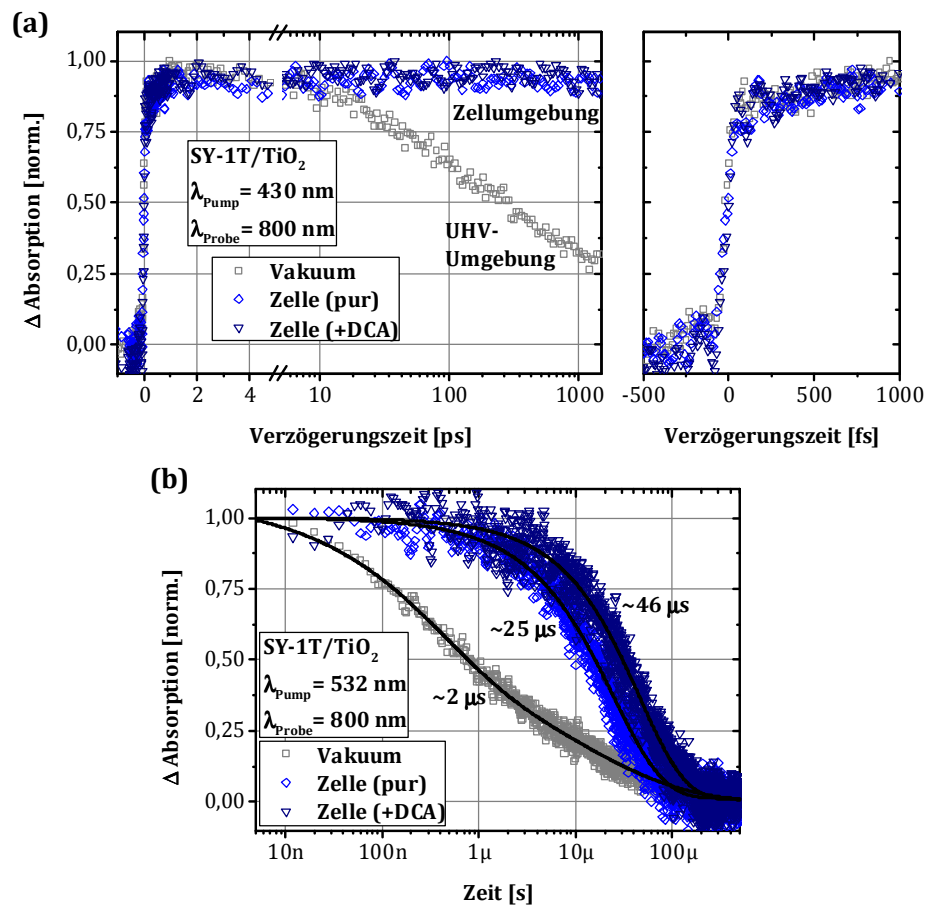 (a)
1,00
0,75
0,50
0,25
0,00
Δ Absorption [norm.]
SY-1T/TiO₂
λPump = 430 nm
λProbe = 800 nm
Vakuum
Zelle (pur)
Zelle (+DCA)
Zellumgebung
UHV-
Umgebung
0 2 4 10 100 1000
Verzögerungszeit [ps]
-500 0 500 1000
Verzögerungszeit [fs]
(b)
1,00
0,75
0,50
0,25
0,00
Δ Absorption [norm.]
SY-1T/TiO₂
λPump = 532 nm
λProbe = 800 nm
Vakuum
Zelle (pur)
Zelle (+DCA)
~2 μs
~25 μs
~46 μs
10n 100n 1μ 10μ 100μ
Zeit [s]